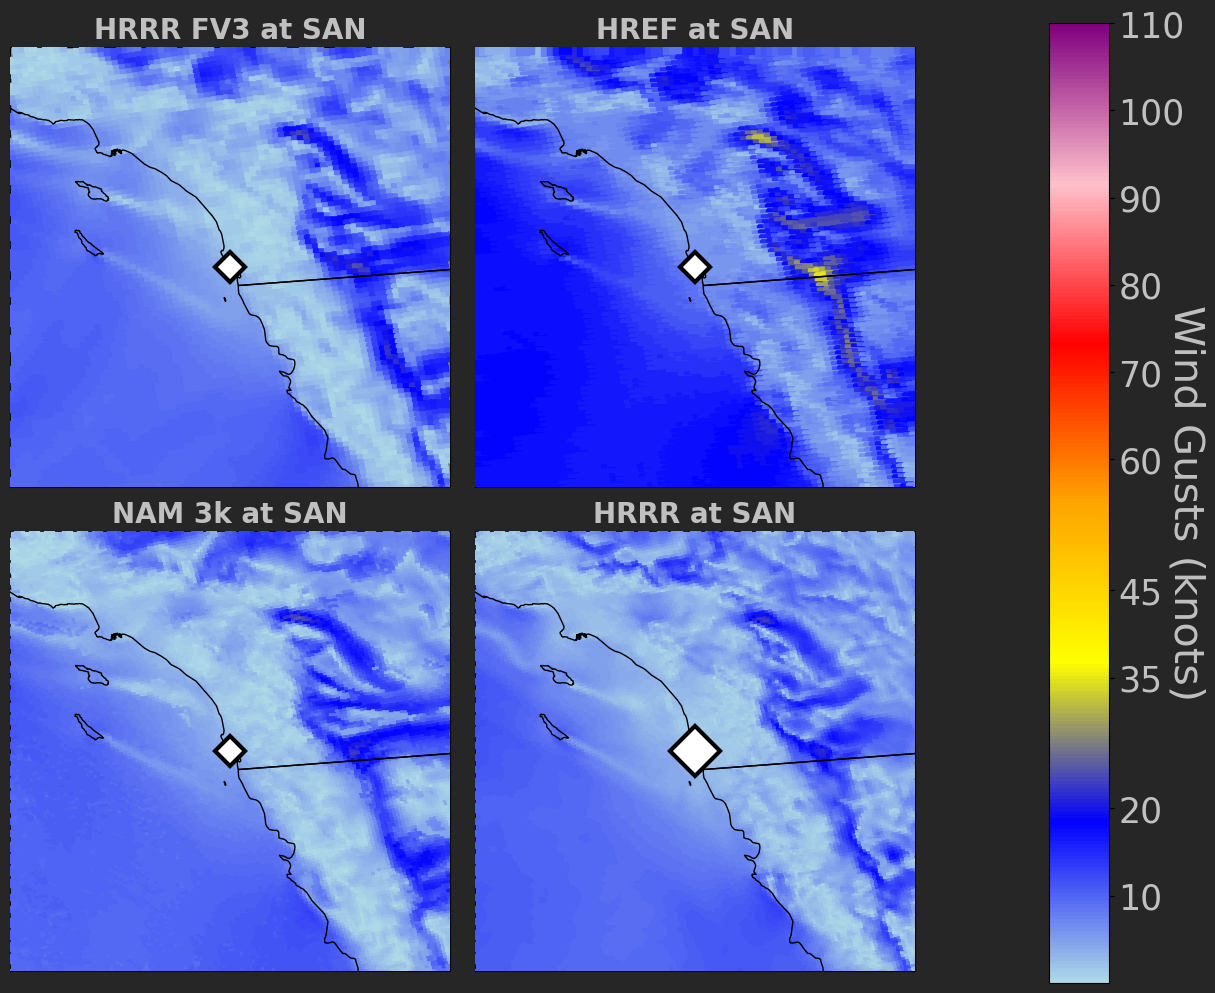 HRRR FV3 at SAN
HREF at SAN
NAM 3k at SAN
HRRR at SAN
110
100
90
80
70
60
45
35
20
10
Wind Gusts (knots)